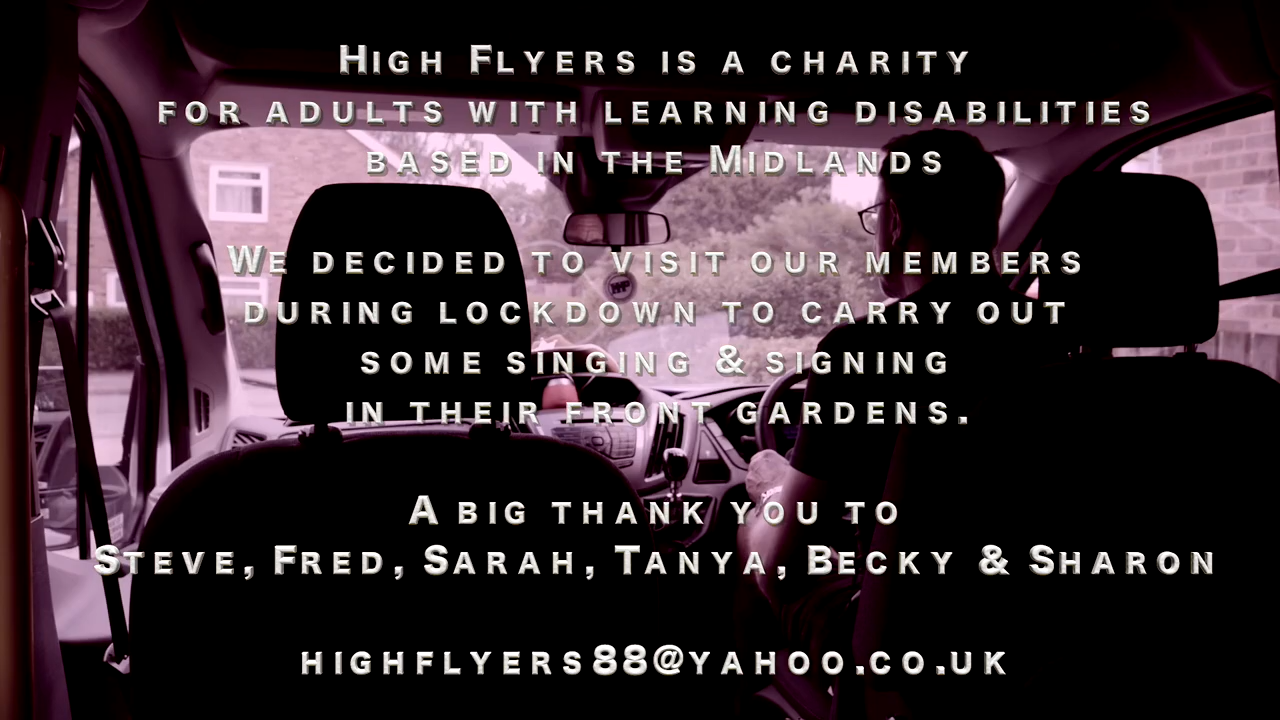 High Flyers is a charity
for adults with learning disabilities
based in the Midlands
We decided to visit our members
during lockdown to carry out
some singing & signing
in their front gardens.
A big thank you to
Steve, Fred, Sarah, Tanya, Becky & Sharon
highflyers88@yahoo.co.uk